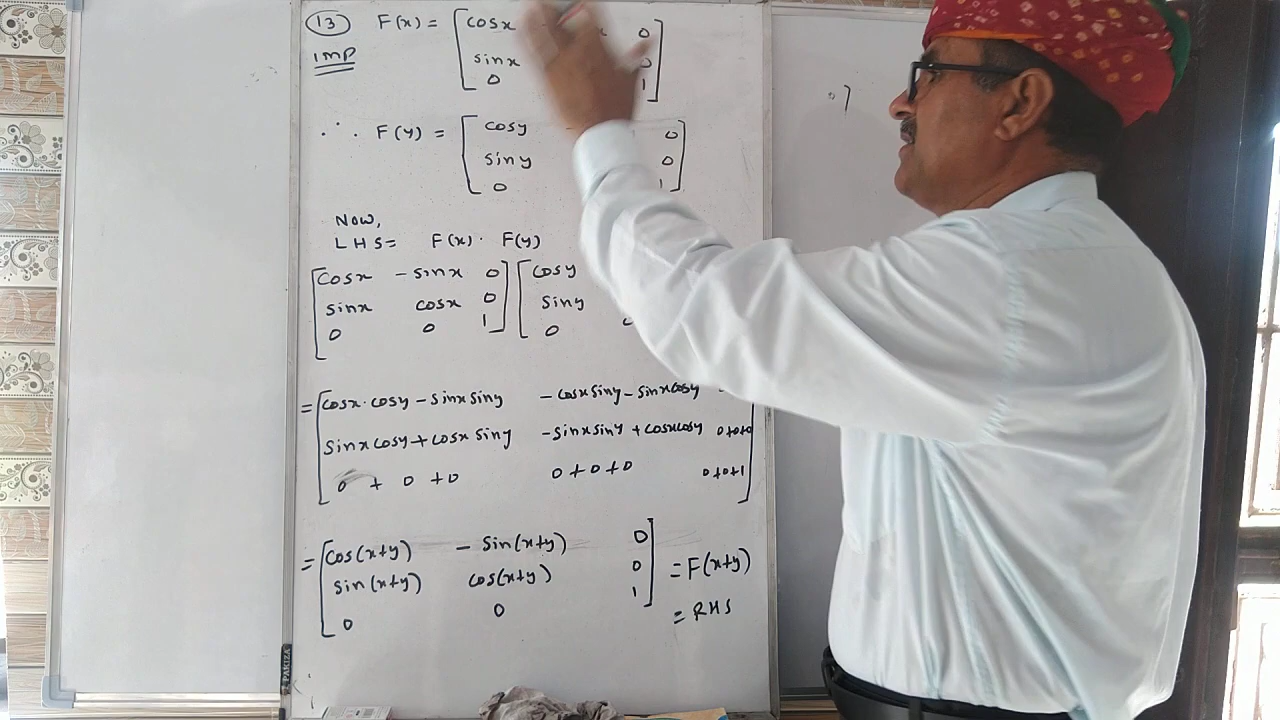 13 F(x) = [ cosx 0
IMP sinx 0
0 1 ]
∴ F(y) = [ cosy 0
siny 0
0 1 ]
Now,
LHS = F(x) · F(y)
[ cosx - sinx 0 ] [ cosy
sinx cosx 0 siny
0 0 1 0
= [ cosx·cosy - sinx siny - cosx siny - sinx cosy
sinx cosy + cosx siny - sinx siny + cosx cosy 0+0+0
0 + 0 + 0 0 + 0 + 0 0+0+1 ]
= [ cos(x+y) - sin(x+y) 0
sin(x+y) cos(x+y) 0 = F(x+y)
0 0 1 ] = RHS
PAKIZA